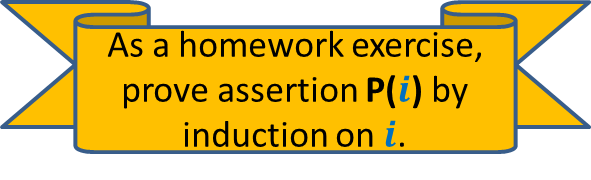 As a homework exercise,
prove assertion P(i) by
induction on i.